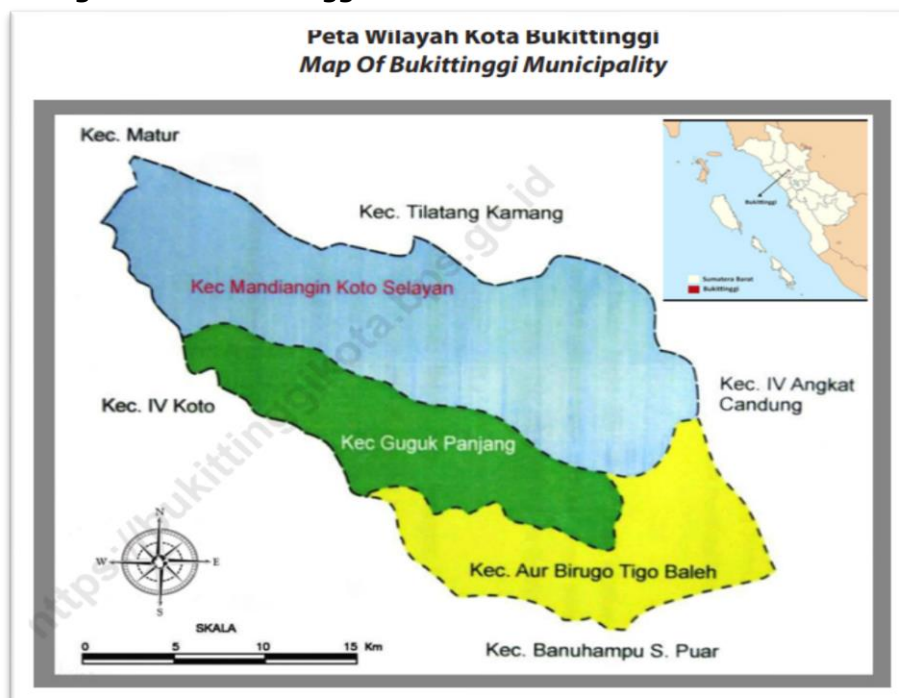 Peta Wilayah Kota Bukittinggi
Map Of Bukittinggi Municipality
Kec. Matur
Kec. Tilatang Kamang
Bukittinggi
Kec Mandiangin Koto Selayan
Sumatera Barat
Bukittinggi
Kec. IV Angkat
Candung
Kec. IV Koto
Kec Guguk Panjang
https://bukittinggikota.bps.go.id
N
W
E
S
Kec. Aur Birugo Tigo Baleh
SKALA
0 5 10 15 Km
Kec. Banuhampu S. Puar